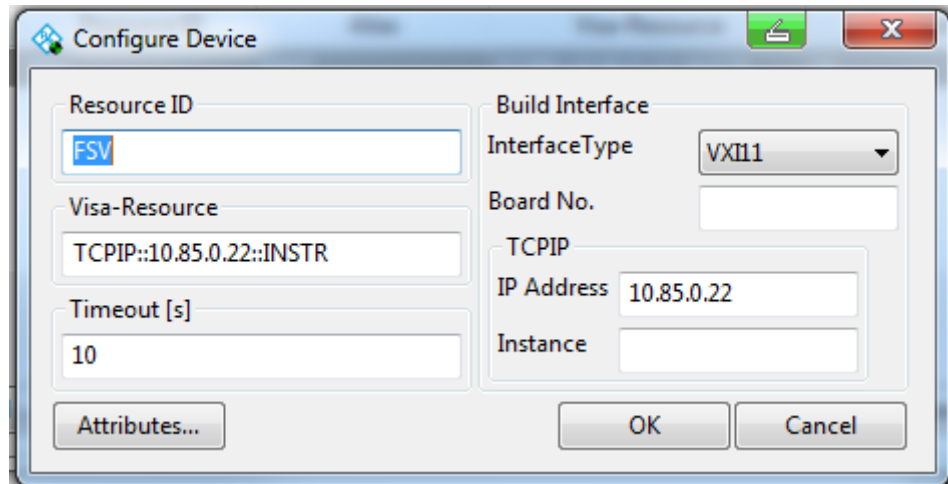 Configure Device
Resource ID
FSV
Visa-Resource
TCPIP::10.85.0.22::INSTR
Timeout [s]
10
Attributes...
Build Interface
InterfaceType
VXI11
Board No.
TCPIP
IP Address
10.85.0.22
Instance
OK
Cancel